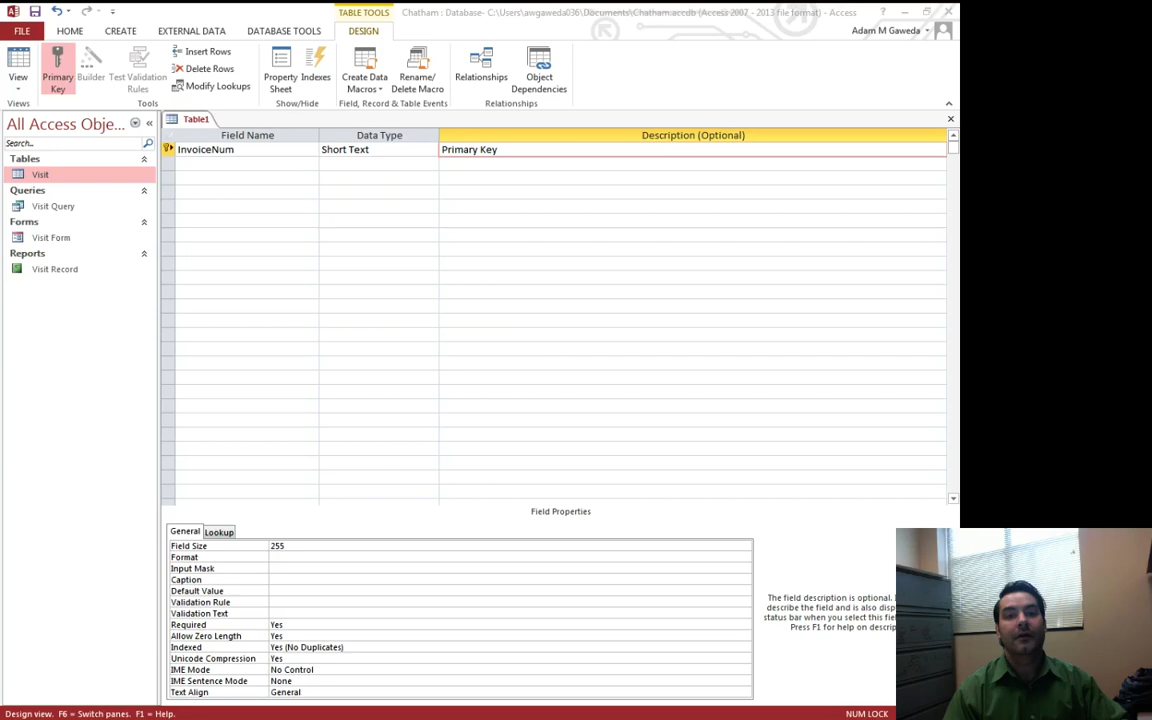 TABLE TOOLS
Chatham : Database- C:\Users\awgaweda036\Documents\Chatham.accdb (Access 2007 - 2013 file format) - Access
FILE HOME CREATE EXTERNAL DATA DATABASE TOOLS DESIGN
Adam M Gaweda
View
Primary Key
Builder
Test Validation Rules
Insert Rows
Delete Rows
Modify Lookups
Property Sheet
Indexes
Create Data Macros
Rename/ Delete Macro
Relationships
Object Dependencies
Views Tools Show/Hide Field, Record & Table Events Relationships
All Access Obje...
Search...
Tables
Visit
Queries
Visit Query
Forms
Visit Form
Reports
Visit Record
Table1
Field Name Data Type Description (Optional)
InvoiceNum Short Text Primary Key
Field Properties
General Lookup
Field Size 255
Format
Input Mask
Caption
Default Value
Validation Rule
Validation Text
Required Yes
Allow Zero Length Yes
Indexed Yes (No Duplicates)
Unicode Compression Yes
IME Mode No Control
IME Sentence Mode None
Text Align General
The field description is optional.
describe the field and is also disp
status bar when you select this fie
Press F1 for help on descrip
Design view. F6 = Switch panes. F1 = Help.
NUM LOCK